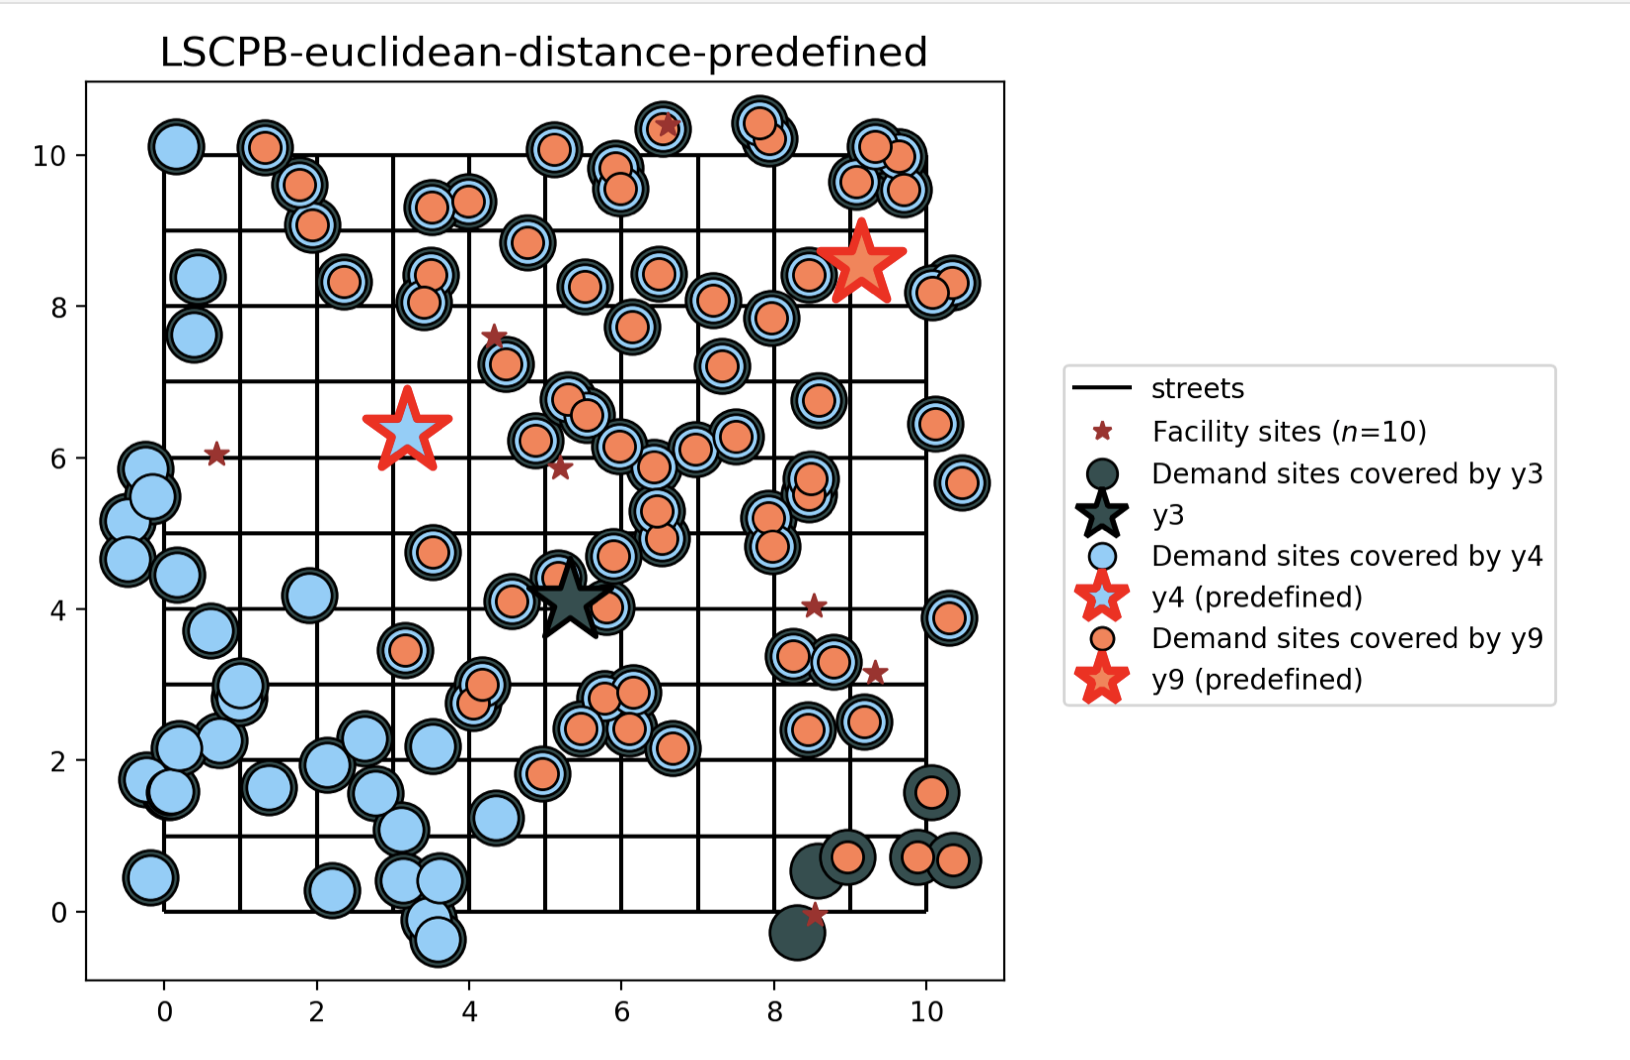 LSCPB-euclidean-distance-predefined
10
8
6
4
2
0
0 2 4 6 8 10
streets
Facility sites (n=10)
Demand sites covered by y3
y3
Demand sites covered by y4
y4 (predefined)
Demand sites covered by y9
y9 (predefined)